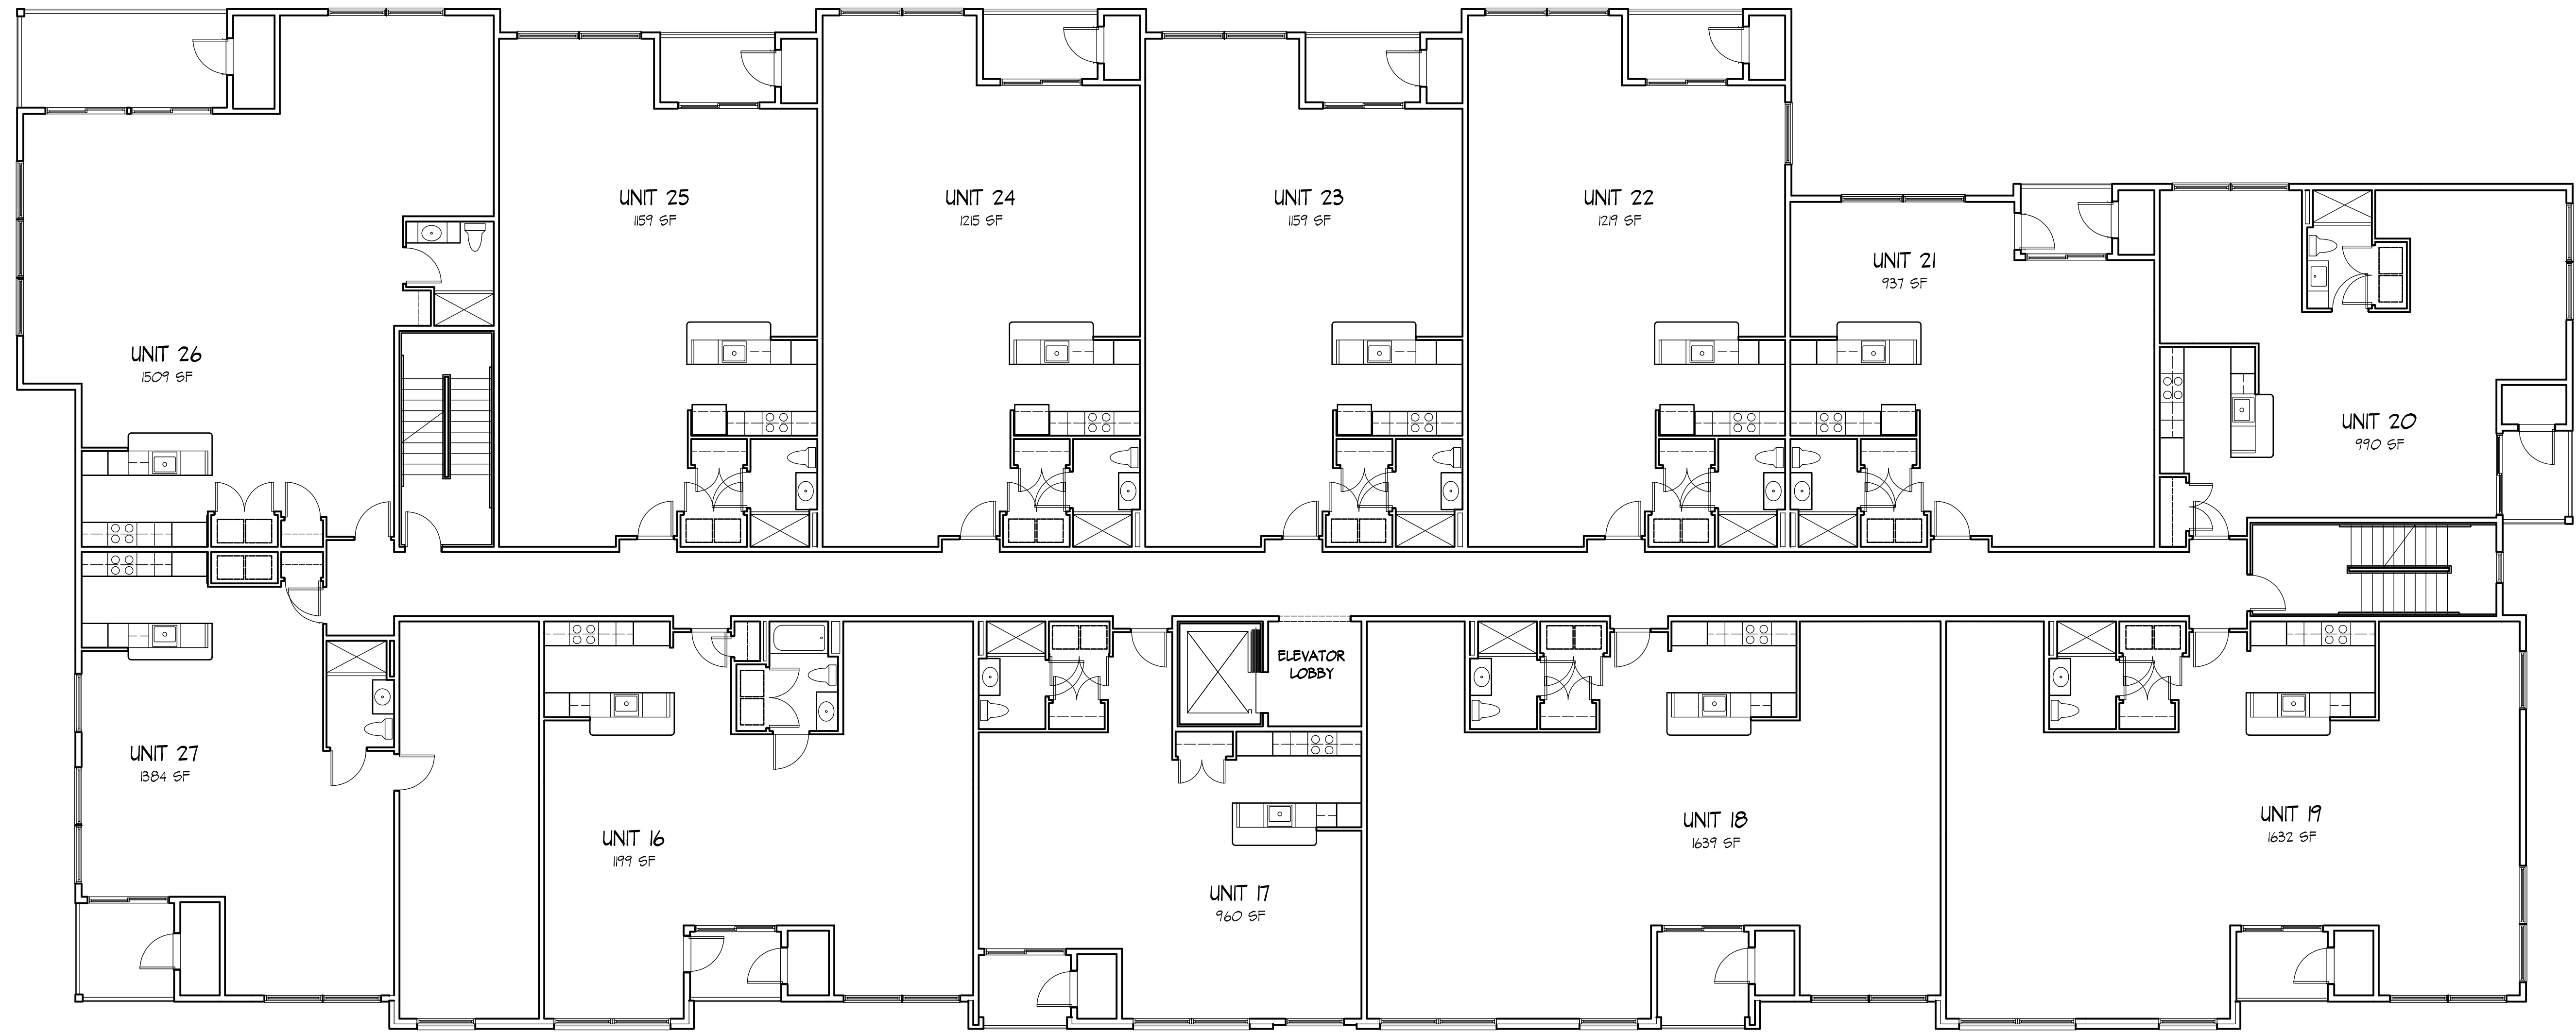 UNIT 25
1159 SF
UNIT 24
1215 SF
UNIT 23
1159 SF
UNIT 22
1219 SF
UNIT 21
937 SF
UNIT 26
1509 SF
UNIT 20
990 SF
ELEVATOR
LOBBY
UNIT 27
1384 SF
UNIT 16
1199 SF
UNIT 17
960 SF
UNIT 18
1639 SF
UNIT 19
1632 SF